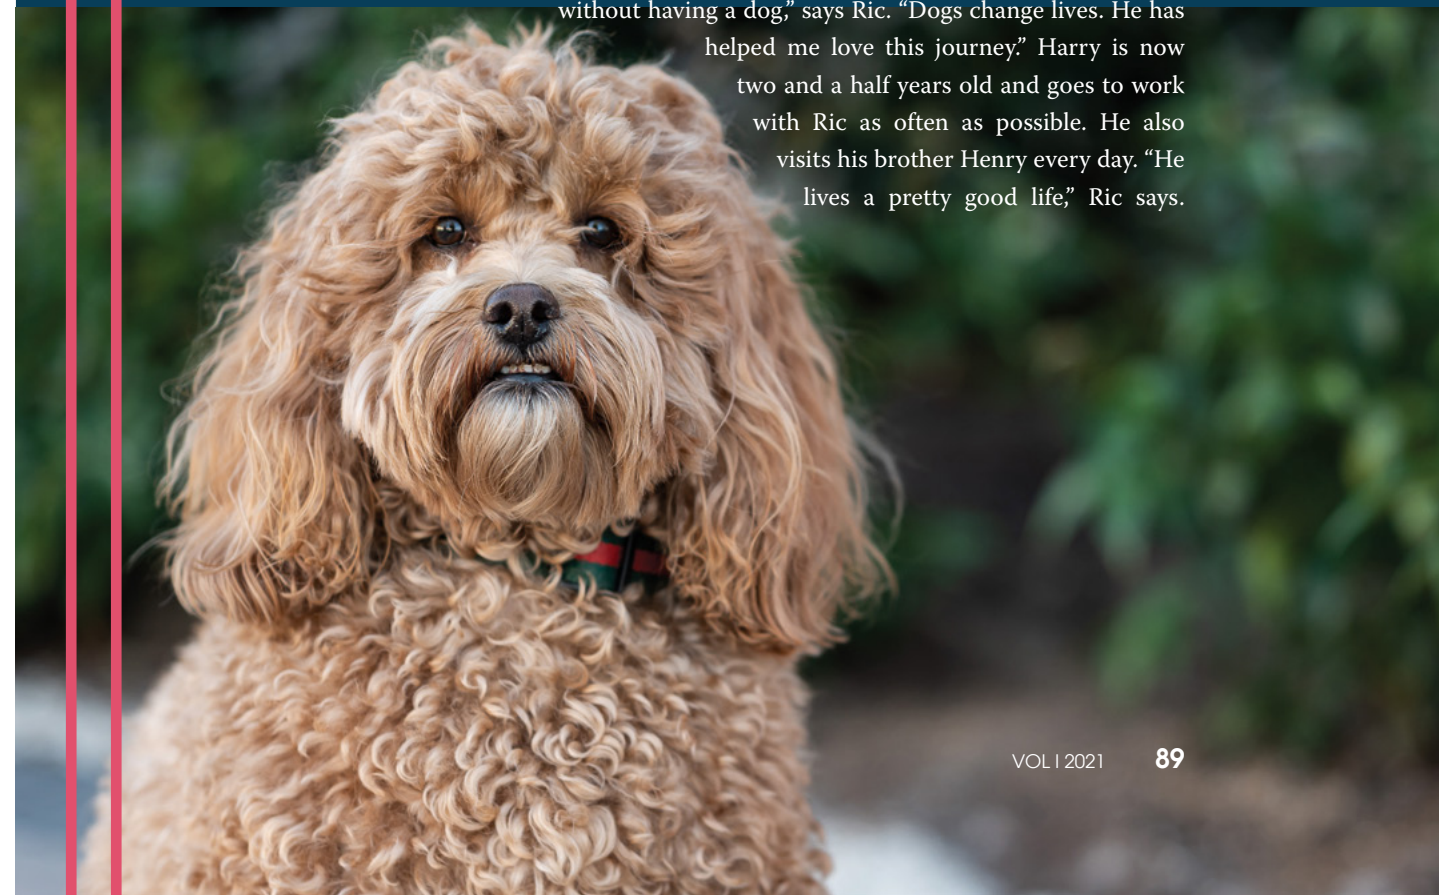 without having a dog,” says Ric. “Dogs change lives. He has
helped me love this journey.” Harry is now
two and a half years old and goes to work
with Ric as often as possible. He also
visits his brother Henry every day. “He
lives a pretty good life,” Ric says.
VOL I 2021 89